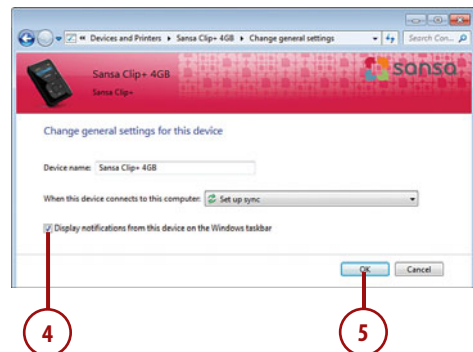 « Devices and Printers ▸ Sansa Clip+ 4GB ▸ Change general settings
Search Con...
Sansa Clip+ 4GB
Sansa Clip+
sansa
Change general settings for this device
Device name: Sansa Clip+ 4GB
When this device connects to this computer: Set up sync
Display notifications from this device on the Windows taskbar
OK Cancel
4 5